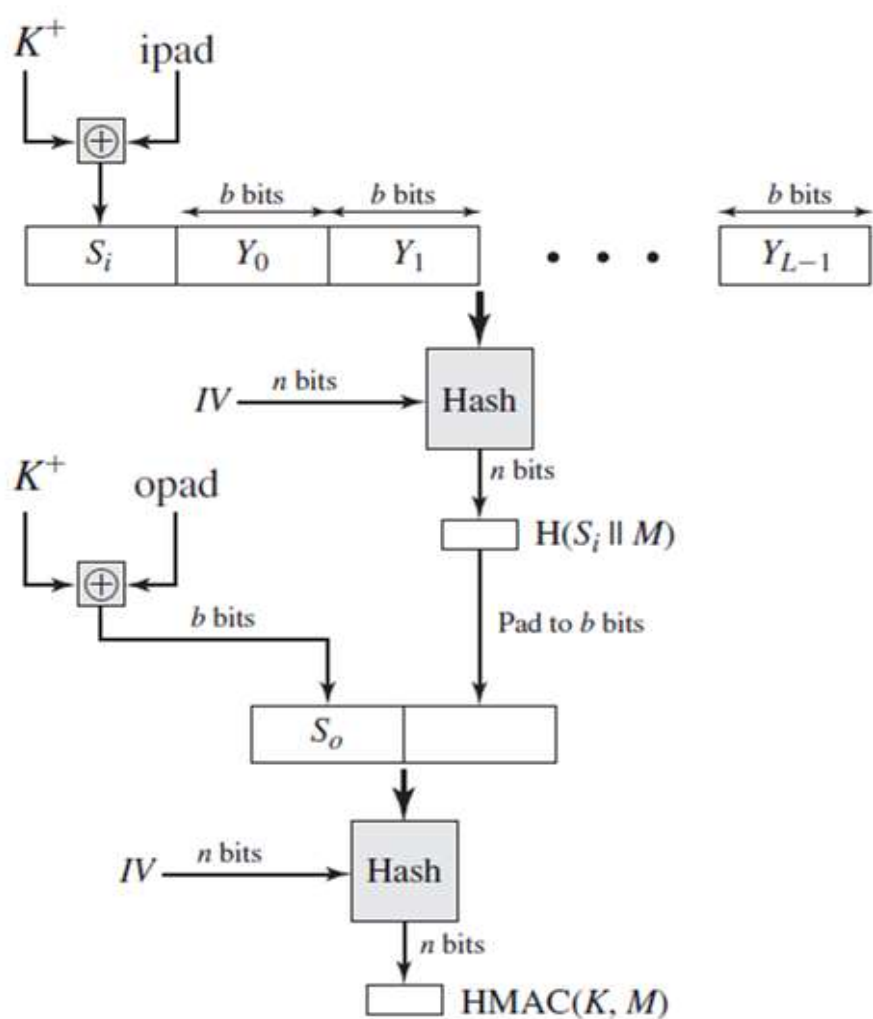 K⁺ ipad
⊕
b bits b bits b bits
Sᵢ Y₀ Y₁ • • • Y_{L−1}
IV n bits Hash
n bits
H(Sᵢ || M)
K⁺ opad
⊕
b bits
Pad to b bits
Sₒ
IV n bits Hash
n bits
HMAC(K, M)